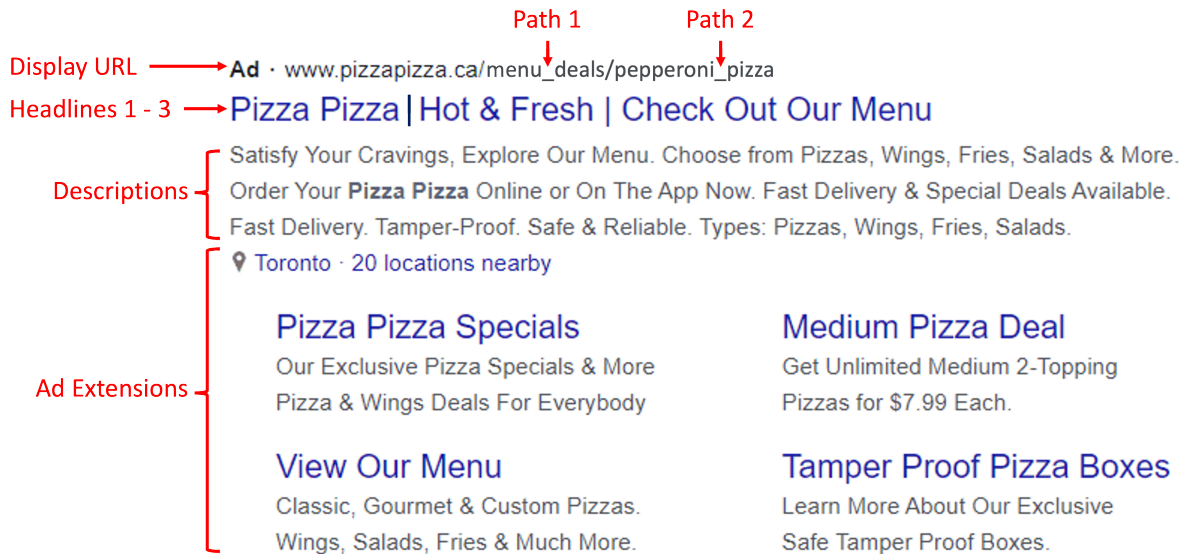 Path 1 Path 2
Display URL Ad · www.pizzapizza.ca/menu_deals/pepperoni_pizza
Headlines 1 - 3 Pizza Pizza | Hot & Fresh | Check Out Our Menu
Satisfy Your Cravings, Explore Our Menu. Choose from Pizzas, Wings, Fries, Salads & More.
Descriptions Order Your Pizza Pizza Online or On The App Now. Fast Delivery & Special Deals Available.
Fast Delivery. Tamper-Proof. Safe & Reliable. Types: Pizzas, Wings, Fries, Salads.
Toronto · 20 locations nearby
Pizza Pizza Specials Medium Pizza Deal
Our Exclusive Pizza Specials & More Get Unlimited Medium 2-Topping
Ad Extensions Pizza & Wings Deals For Everybody Pizzas for $7.99 Each.
View Our Menu Tamper Proof Pizza Boxes
Classic, Gourmet & Custom Pizzas. Learn More About Our Exclusive
Wings, Salads, Fries & Much More. Safe Tamper Proof Boxes.